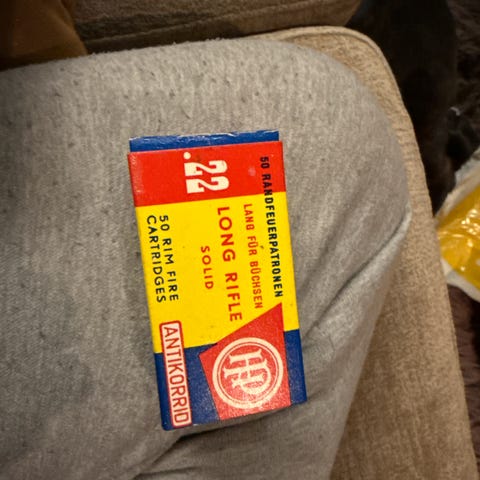 50 RANDFEUERPATRONEN
.22
LANG FÜR BÜCHSEN
LONG RIFLE
SOLID
50 RIM FIRE
CARTRIDGES
ANTIKORRID